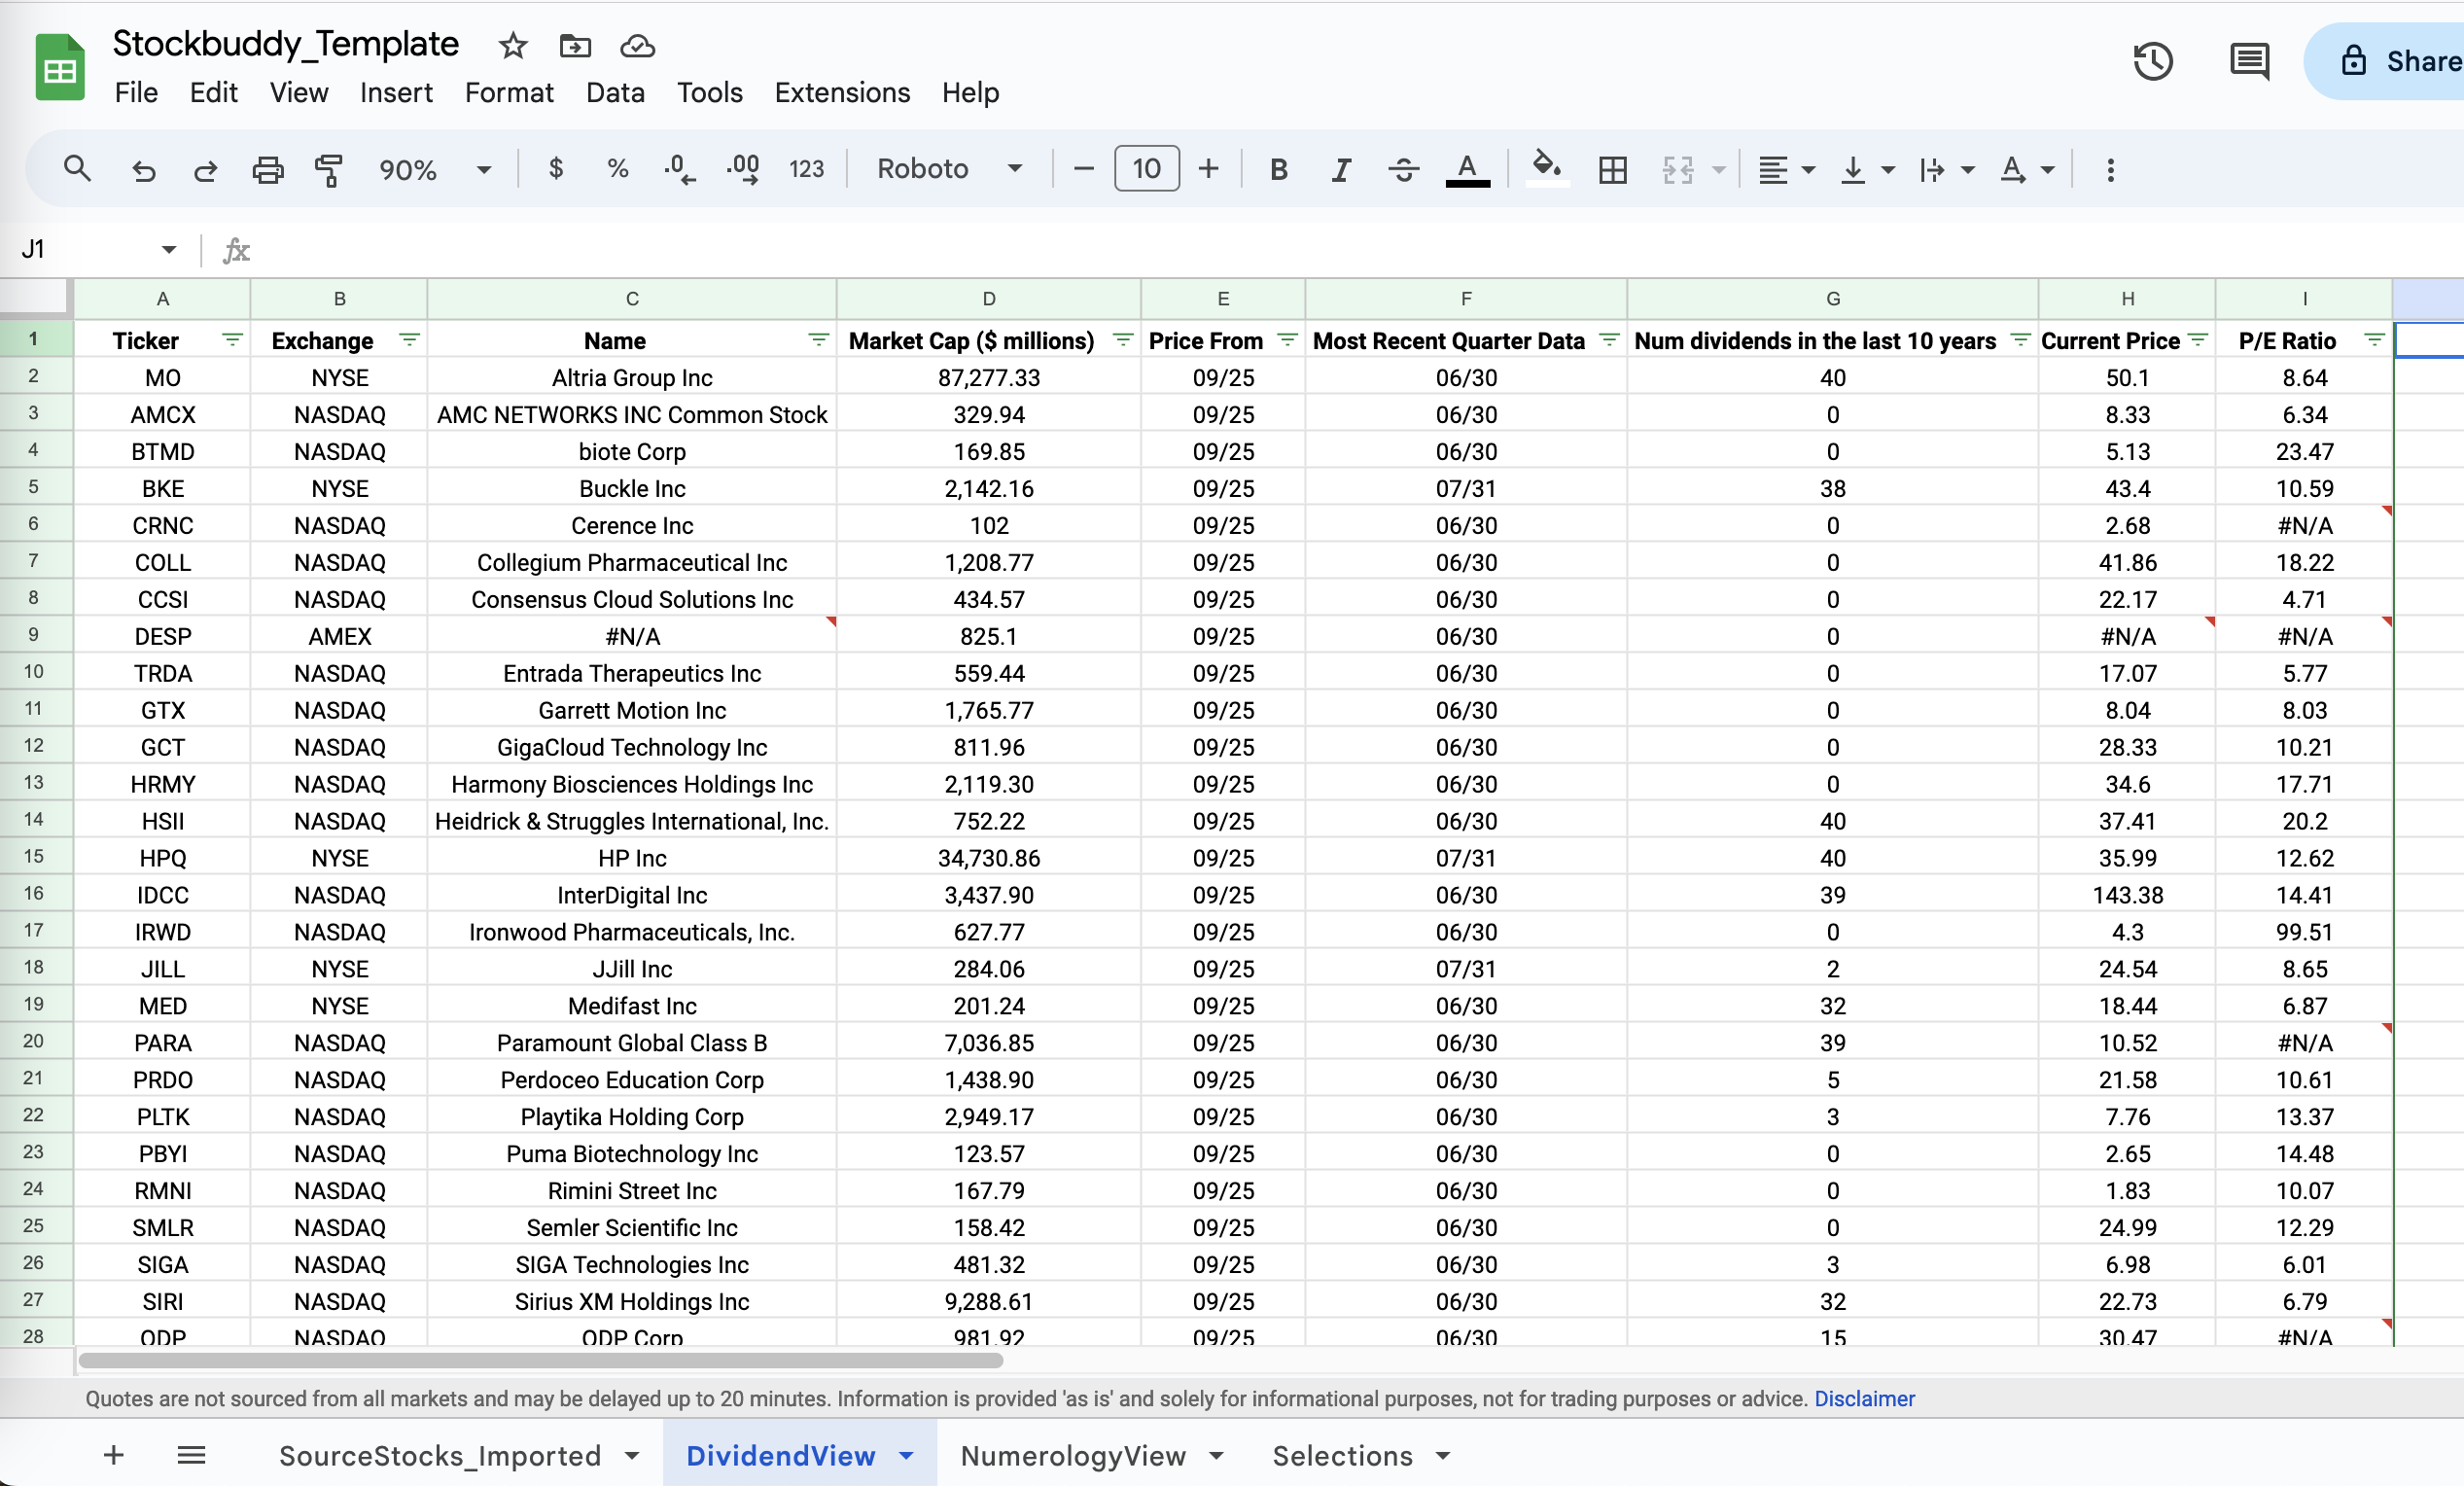 Stockbuddy_Template
Share
File Edit View Insert Format Data Tools Extensions Help
90% $ % .0 .00 123 Roboto 10 B I S A A
J1 fx
A B C D E F G H I
1 Ticker Exchange Name Market Cap ($ millions) Price From Most Recent Quarter Data Num dividends in the last 10 years Current Price P/E Ratio
2 MO NYSE Altria Group Inc 87,277.33 09/25 06/30 40 50.1 8.64
3 AMCX NASDAQ AMC NETWORKS INC Common Stock 329.94 09/25 06/30 0 8.33 6.34
4 BTMD NASDAQ biote Corp 169.85 09/25 06/30 0 5.13 23.47
5 BKE NYSE Buckle Inc 2,142.16 09/25 07/31 38 43.4 10.59
6 CRNC NASDAQ Cerence Inc 102 09/25 06/30 0 2.68 #N/A
7 COLL NASDAQ Collegium Pharmaceutical Inc 1,208.77 09/25 06/30 0 41.86 18.22
8 CCSI NASDAQ Consensus Cloud Solutions Inc 434.57 09/25 06/30 0 22.17 4.71
9 DESP AMEX #N/A 825.1 09/25 06/30 0 #N/A #N/A
10 TRDA NASDAQ Entrada Therapeutics Inc 559.44 09/25 06/30 0 17.07 5.77
11 GTX NASDAQ Garrett Motion Inc 1,765.77 09/25 06/30 0 8.04 8.03
12 GCT NASDAQ GigaCloud Technology Inc 811.96 09/25 06/30 0 28.33 10.21
13 HRMY NASDAQ Harmony Biosciences Holdings Inc 2,119.30 09/25 06/30 0 34.6 17.71
14 HSII NASDAQ Heidrick & Struggles International, Inc. 752.22 09/25 06/30 40 37.41 20.2
15 HPQ NYSE HP Inc 34,730.86 09/25 07/31 40 35.99 12.62
16 IDCC NASDAQ InterDigital Inc 3,437.90 09/25 06/30 39 143.38 14.41
17 IRWD NASDAQ Ironwood Pharmaceuticals, Inc. 627.77 09/25 06/30 0 4.3 99.51
18 JILL NYSE JJill Inc 284.06 09/25 07/31 2 24.54 8.65
19 MED NYSE Medifast Inc 201.24 09/25 06/30 32 18.44 6.87
20 PARA NASDAQ Paramount Global Class B 7,036.85 09/25 06/30 39 10.52 #N/A
21 PRDO NASDAQ Perdoceo Education Corp 1,438.90 09/25 06/30 5 21.58 10.61
22 PLTK NASDAQ Playtika Holding Corp 2,949.17 09/25 06/30 3 7.76 13.37
23 PBYI NASDAQ Puma Biotechnology Inc 123.57 09/25 06/30 0 2.65 14.48
24 RMNI NASDAQ Rimini Street Inc 167.79 09/25 06/30 0 1.83 10.07
25 SMLR NASDAQ Semler Scientific Inc 158.42 09/25 06/30 0 24.99 12.29
26 SIGA NASDAQ SIGA Technologies Inc 481.32 09/25 06/30 3 6.98 6.01
27 SIRI NASDAQ Sirius XM Holdings Inc 9,288.61 09/25 06/30 32 22.73 6.79
28 ODP NASDAQ ODP Corp 981.92 09/25 06/30 15 30.47 #N/A
Quotes are not sourced from all markets and may be delayed up to 20 minutes. Information is provided 'as is' and solely for informational purposes, not for trading purposes or advice. Disclaimer
SourceStocks_Imported DividendView NumerologyView Selections